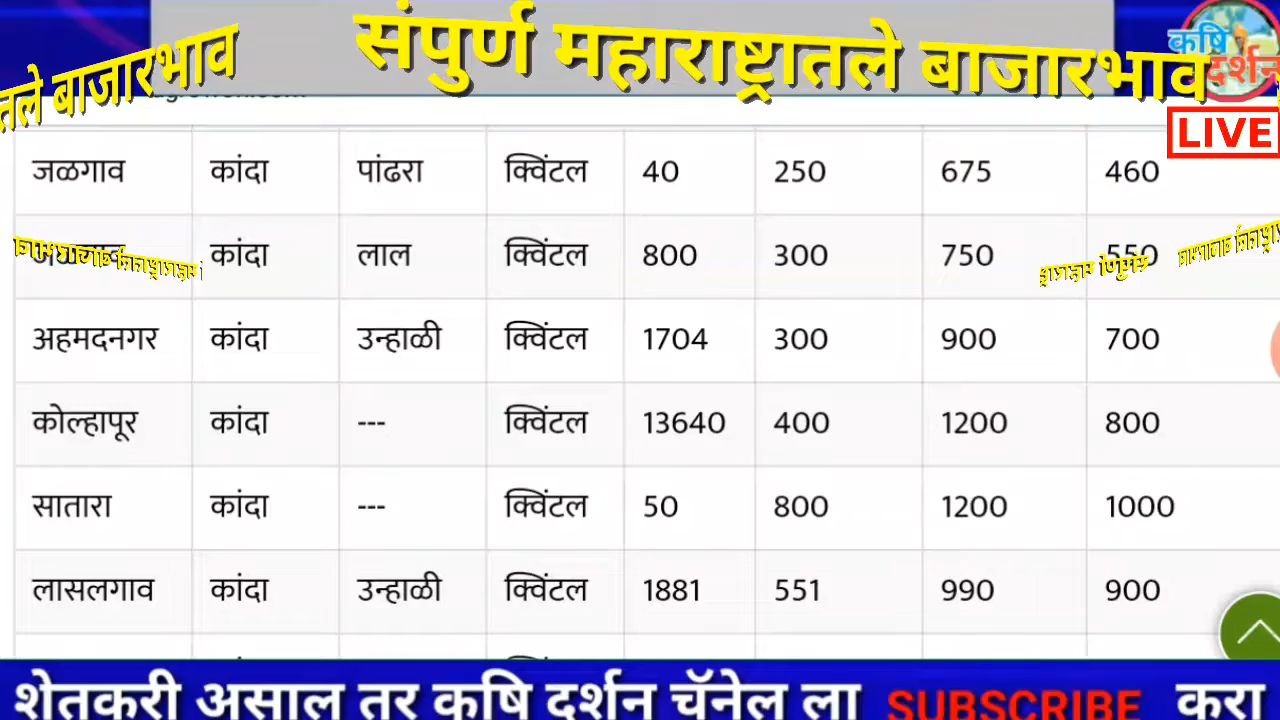 संपुर्ण महाराष्ट्रातले बाजारभाव
तले बाजारभाव
कृषि
दर्शन
LIVE
जळगाव कांदा पांढरा क्विंटल 40 250 675 460
कांदा लाल क्विंटल 800 300 750 550
अहमदनगर कांदा उन्हाळी क्विंटल 1704 300 900 700
कोल्हापूर कांदा --- क्विंटल 13640 400 1200 800
सातारा कांदा --- क्विंटल 50 800 1200 1000
लासलगाव कांदा उन्हाळी क्विंटल 1881 551 990 900
शेतकरी असाल तर कृषि दर्शन चॅनेल ला SUBSCRIBE करा